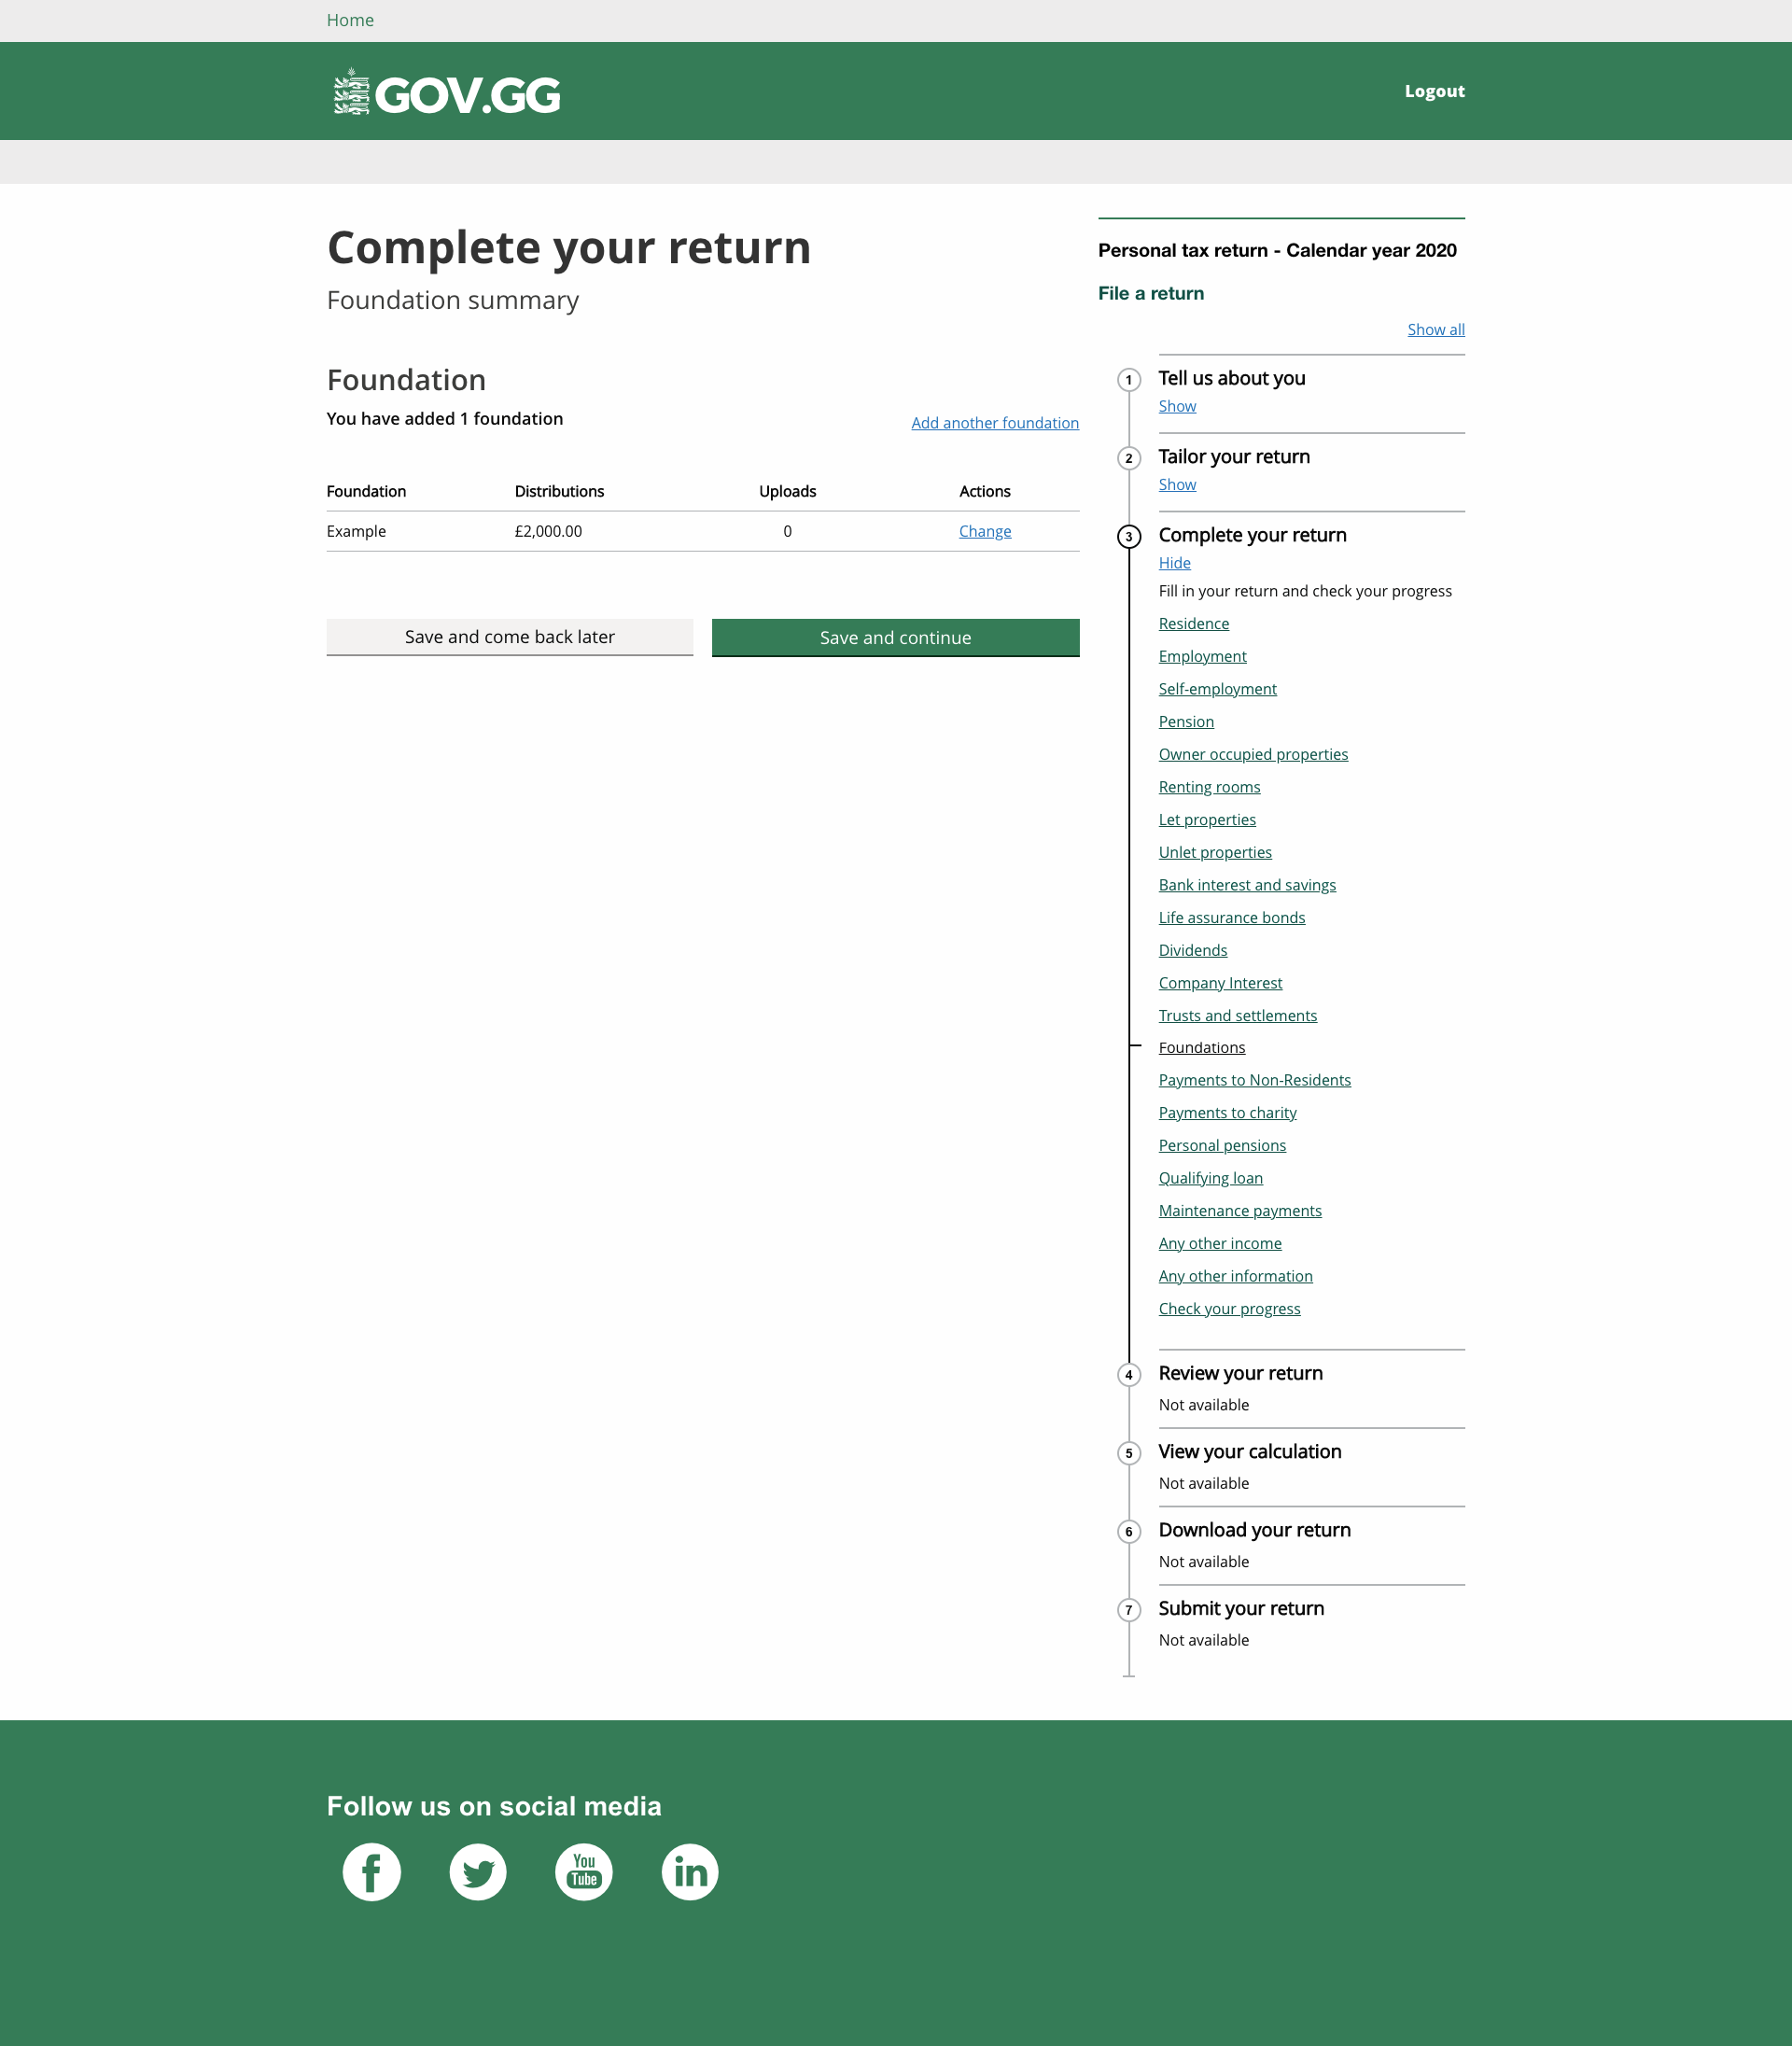 Home
GOV.GG
Logout
Complete your return
Foundation summary
Foundation
You have added 1 foundation
Add another foundation
Foundation Distributions Uploads Actions
Example £2,000.00 0 Change
Save and come back later Save and continue
Personal tax return - Calendar year 2020
File a return
Show all
1 Tell us about you
Show
2 Tailor your return
Show
3 Complete your return
Hide
Fill in your return and check your progress
Residence
Employment
Self-employment
Pension
Owner occupied properties
Renting rooms
Let properties
Unlet properties
Bank interest and savings
Life assurance bonds
Dividends
Company Interest
Trusts and settlements
Foundations
Payments to Non-Residents
Payments to charity
Personal pensions
Qualifying loan
Maintenance payments
Any other income
Any other information
Check your progress
4 Review your return
Not available
5 View your calculation
Not available
6 Download your return
Not available
7 Submit your return
Not available
Follow us on social media
f You Tube in